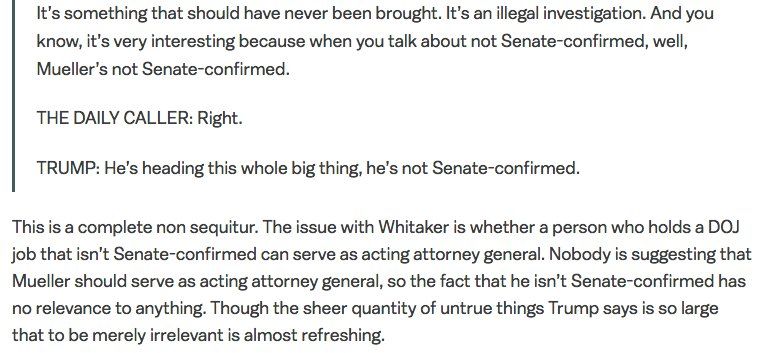 It's something that should have never been brought. It's an illegal investigation. And you
know, it's very interesting because when you talk about not Senate-confirmed, well,
Mueller's not Senate-confirmed.
THE DAILY CALLER: Right.
TRUMP: He's heading this whole big thing, he's not Senate-confirmed.
This is a complete non sequitur. The issue with Whitaker is whether a person who holds a DOJ
job that isn't Senate-confirmed can serve as acting attorney general. Nobody is suggesting that
Mueller should serve as acting attorney general, so the fact that he isn't Senate-confirmed has
no relevance to anything. Though the sheer quantity of untrue things Trump says is so large
that to be merely irrelevant is almost refreshing.